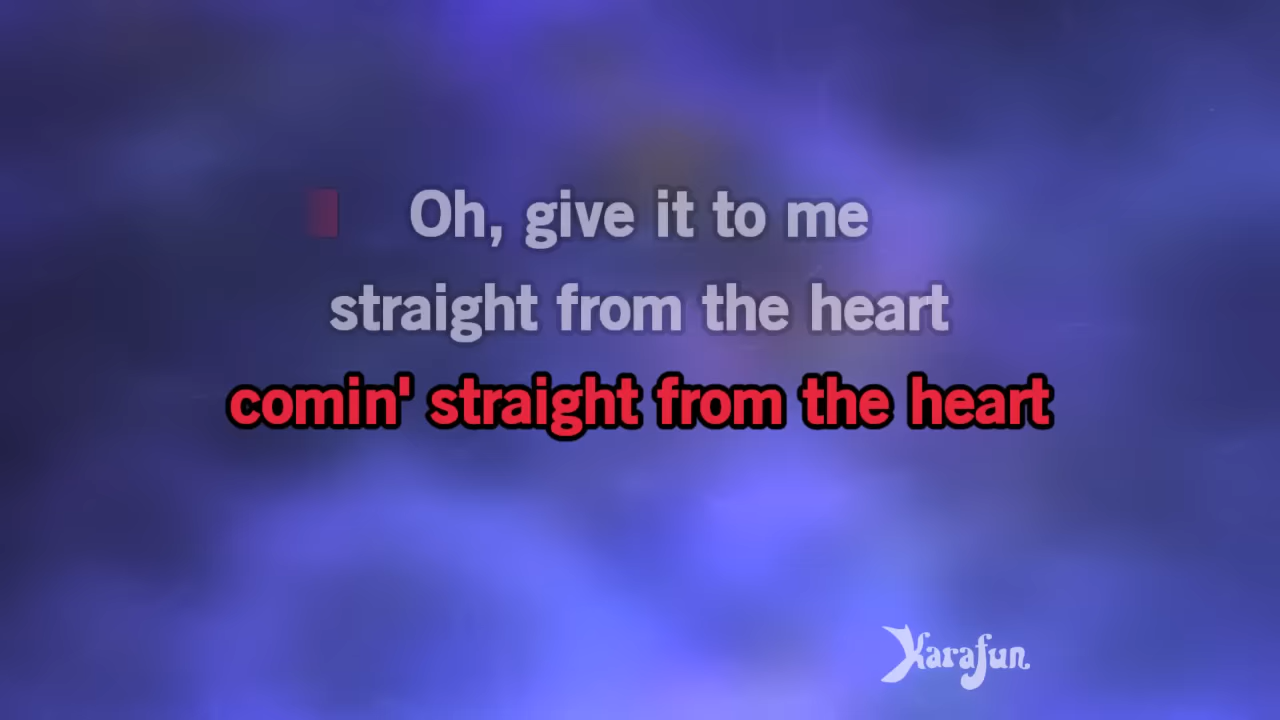 Oh, give it to me
straight from the heart
comin' straight from the heart
Karafun